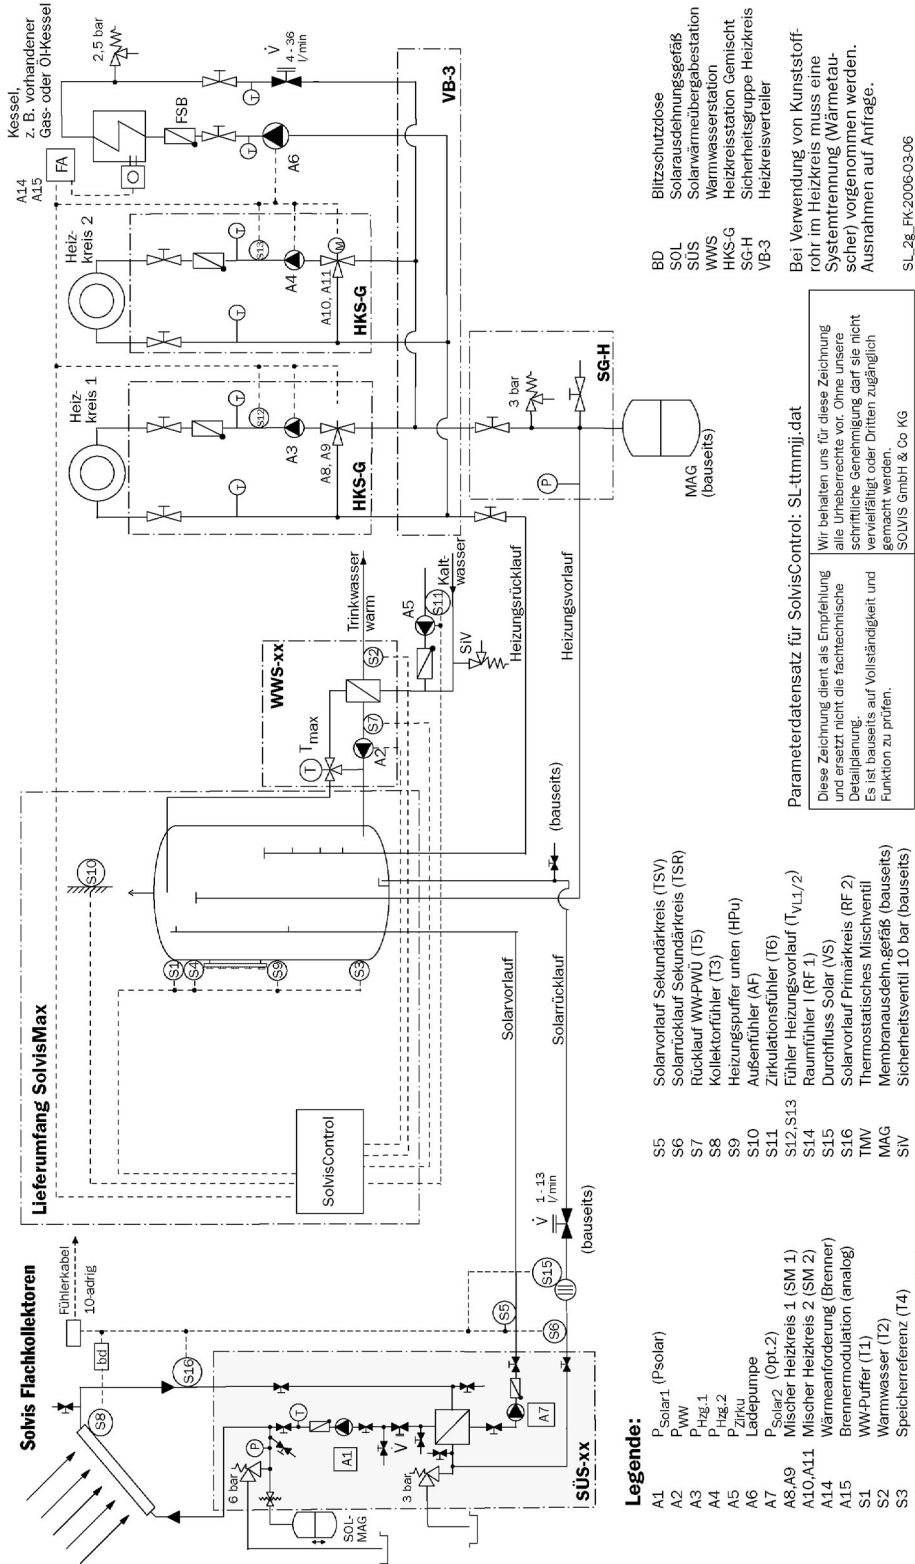 Solvis Flachkollektoren
Fühlerkabel
10-adrig
bd
S8
S16
6 bar
P
T
SOL-
MAG
A1
V̇
3 bar
A7
SÜS-xx
S5
S6
S15
V̇ 1 - 13
l/min
(bauseits)
Lieferumfang SolvisMax
SolvisControl
S10
S1
S4
S9
S3
Solarvorlauf
Solarrücklauf
(bauseits)
WWS-xx
T
T max
A2
S7
S2
Trinkwasser
warm
A5
S11
Kalt-
wasser
SiV
Heizungsrücklauf
Heizungsvorlauf
Heiz-
kreis 1
T
T
S12
A3
A8, A9
HKS-G
Heiz-
kreis 2
T
T
S13
A4
A10, A11
M
HKS-G
Kessel,
z. B. vorhandener
Gas- oder Öl-Kessel
A14
A15
FA
2,5 bar
FSB
T
T
A6
V̇
4 - 36
l/min
VB-3
SG-H
3 bar
P
MAG
(bauseits)
Legende:
A1 PSolar1 (Psolar)
A2 PWW
A3 PHzg.1
A4 PHzg.2
A5 PZirku
A6 Ladepumpe
A7 PSolar2 (Opt.2)
A8,A9 Mischer Heizkreis 1 (SM 1)
A10,A11 Mischer Heizkreis 2 (SM 2)
A14 Wärmeanforderung (Brenner)
A15 Brennermodulation (analog)
S1 WW-Puffer (T1)
S2 Warmwasser (T2)
S3 Speicherreferenz (T4)
S5 Solarvorlauf Sekundärkreis (TSV)
S6 Solarrücklauf Sekundärkreis (TSR)
S7 Rücklauf WW-PWÜ (T5)
S8 Kollektorfühler (T3)
S9 Heizungspuffer unten (HPu)
S10 Außenfühler (AF)
S11 Zirkulationsfühler (T6)
S12,S13 Fühler Heizungsvorlauf (TVL1/2)
S14 Raumfühler I (RF 1)
S15 Durchfluss Solar (VS)
S16 Solarvorlauf Primärkreis (RF 2)
TMV Thermostatisches Mischventil
MAG Membranausdehn.gefäß (bauseits)
SiV Sicherheitsventil 10 bar (bauseits)
BD Blitzschutzdose
SOL Solarausdehnungsgefäß
SÜS Solarwärmeübergabestation
WWS Warmwasserstation
HKS-G Heizkreisstation Gemischt
SG-H Sicherheitsgruppe Heizkreis
VB-3 Heizkreisverteiler
Bei Verwendung von Kunststoff-
rohr im Heizkreis muss eine
Systemtrennung (Wärmetau-
scher) vorgenommen werden.
Ausnahmen auf Anfrage.
Parameterdatensatz für SolvisControl: SL-ttmmjj.dat
Diese Zeichnung dient als Empfehlung
und ersetzt nicht die fachtechnische
Detailplanung.
Es ist bauseits auf Vollständigkeit und
Funktion zu prüfen.
Wir behalten uns für diese Zeichnung
alle Urheberrechte vor. Ohne unsere
schriftliche Genehmigung darf sie nicht
vervielfältigt oder Dritten zugänglich
gemacht werden.
SOLVIS GmbH & Co KG
SL_2g_FK-2006-03-06